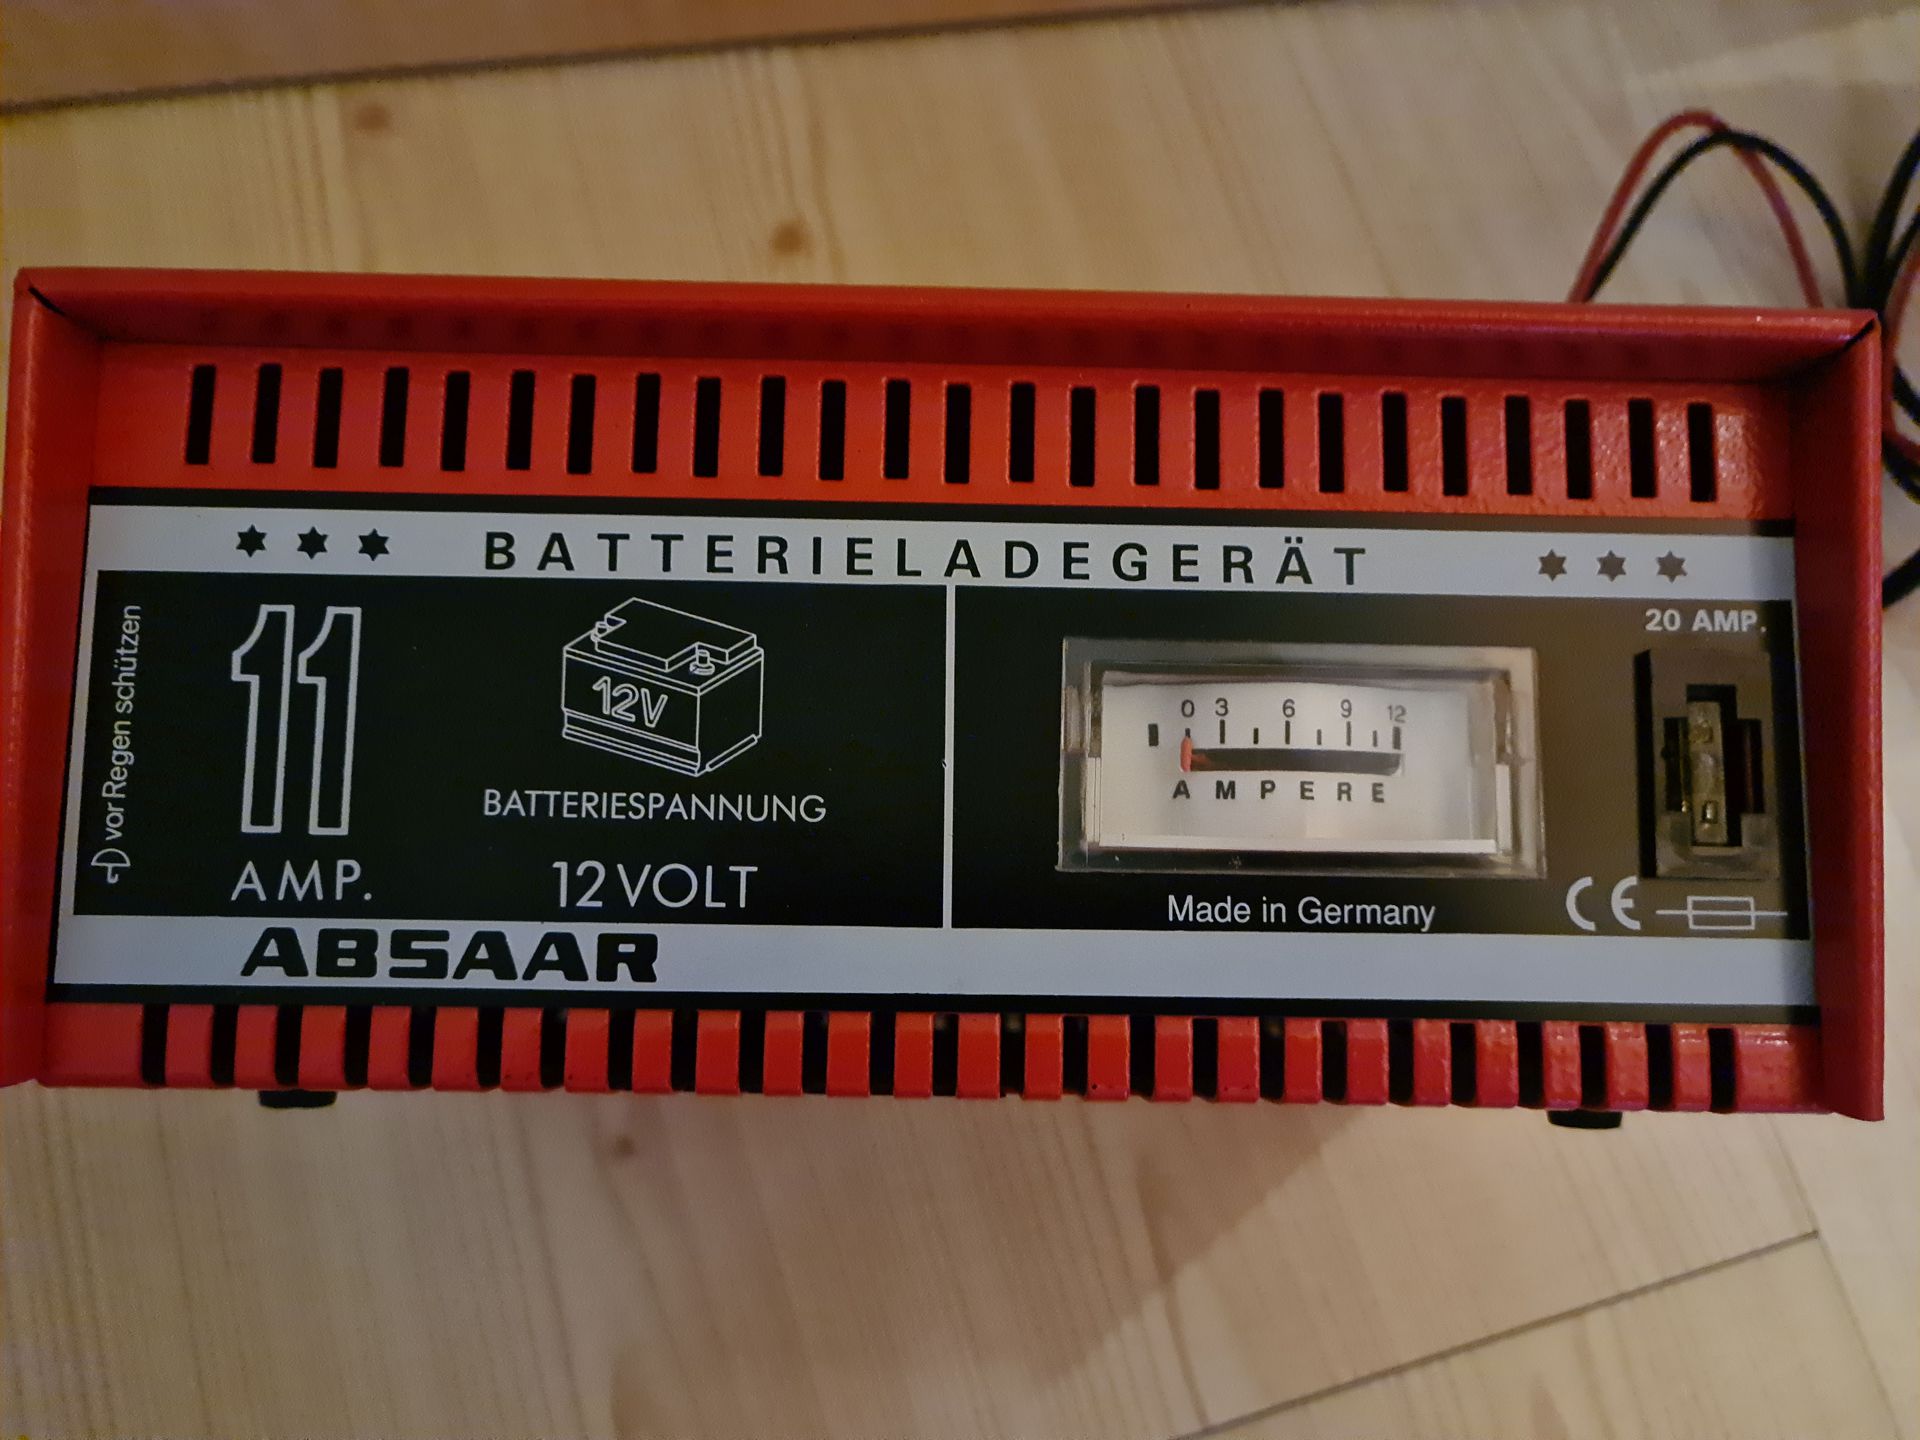 BATTERIELADEGERÄT
vor Regen schützen
11
AMP.
12V
BATTERIESPANNUNG
12 VOLT
0 3 6 9 12
AMPERE
20 AMP.
Made in Germany
CE
ABSAAR